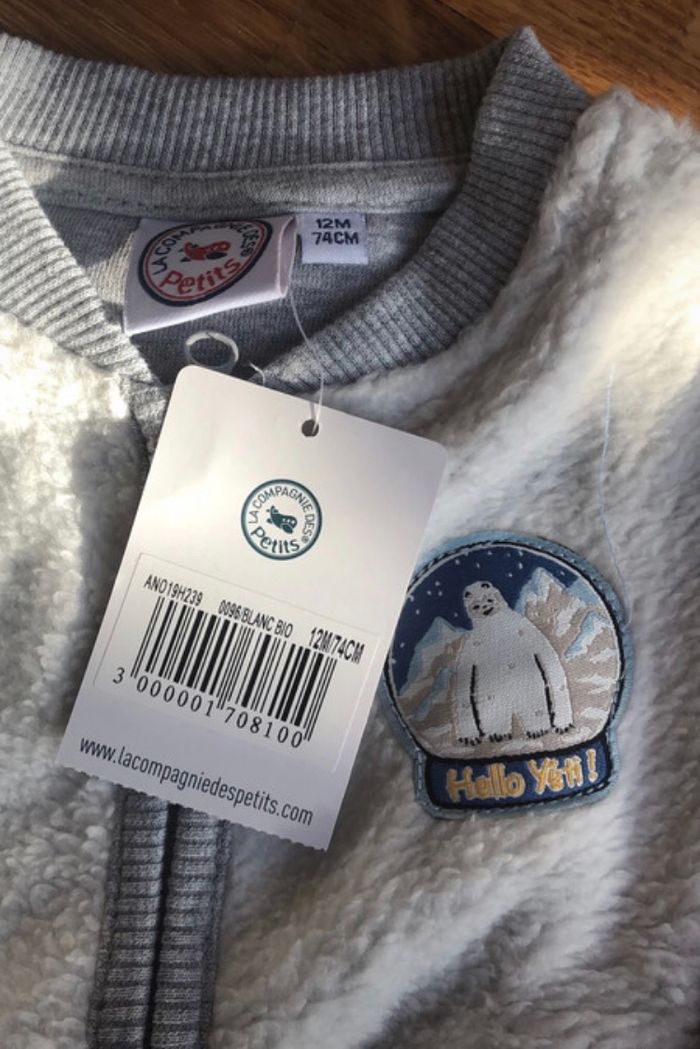 LA COMPAGNIE DES
Petits
12M
74CM
LA COMPAGNIE DES®
Petits
ANO19H239 0096/BLANC BIO 12M/74CM
3 000001 708100
www.lacompagniedespetits.com
Hello Yéti !